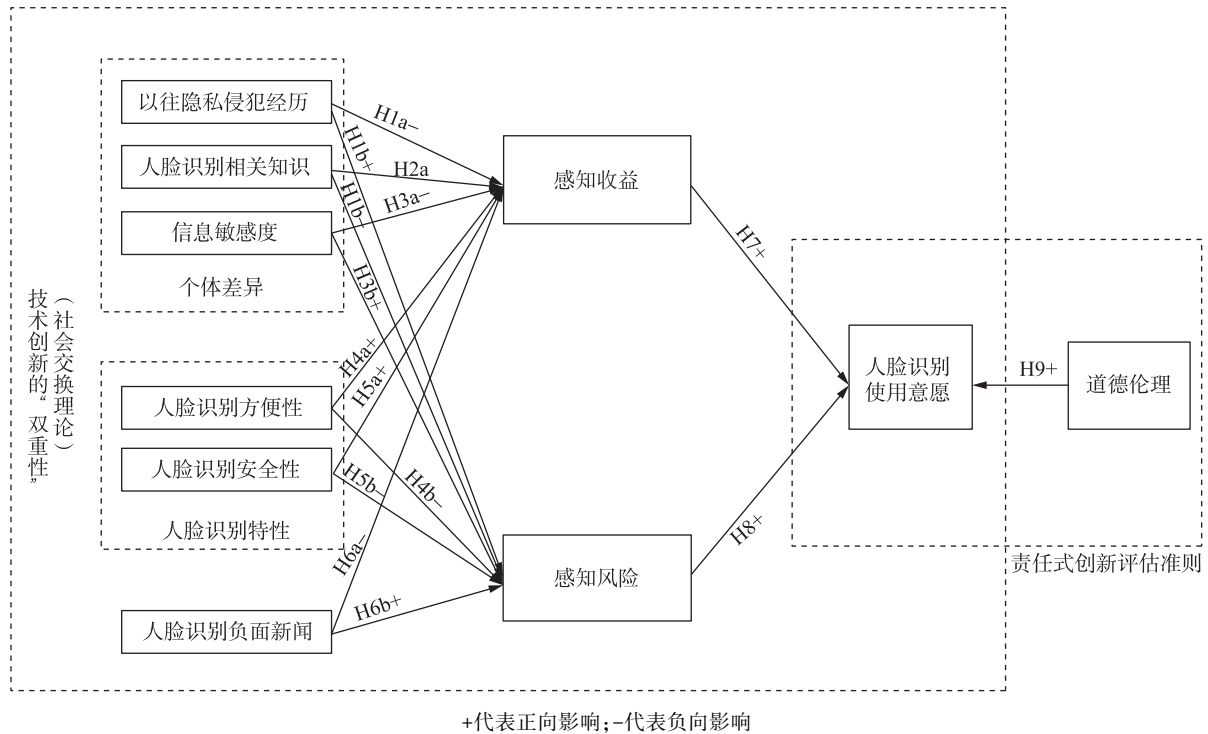 以往隐私侵犯经历
人脸识别相关知识
信息敏感度
个体差异
人脸识别方便性
人脸识别安全性
人脸识别特性
人脸识别负面新闻
技术创新的“双重性”
（社会交换理论）
H1a−
H1b+
H2a
H1b−
H3a−
H3b+
H4a+
H5a+
H4b−
H5b−
H6a−
H6b+
感知收益
感知风险
H7+
H8+
人脸识别
使用意愿
H9+
道德伦理
责任式创新评估准则
+代表正向影响;−代表负向影响